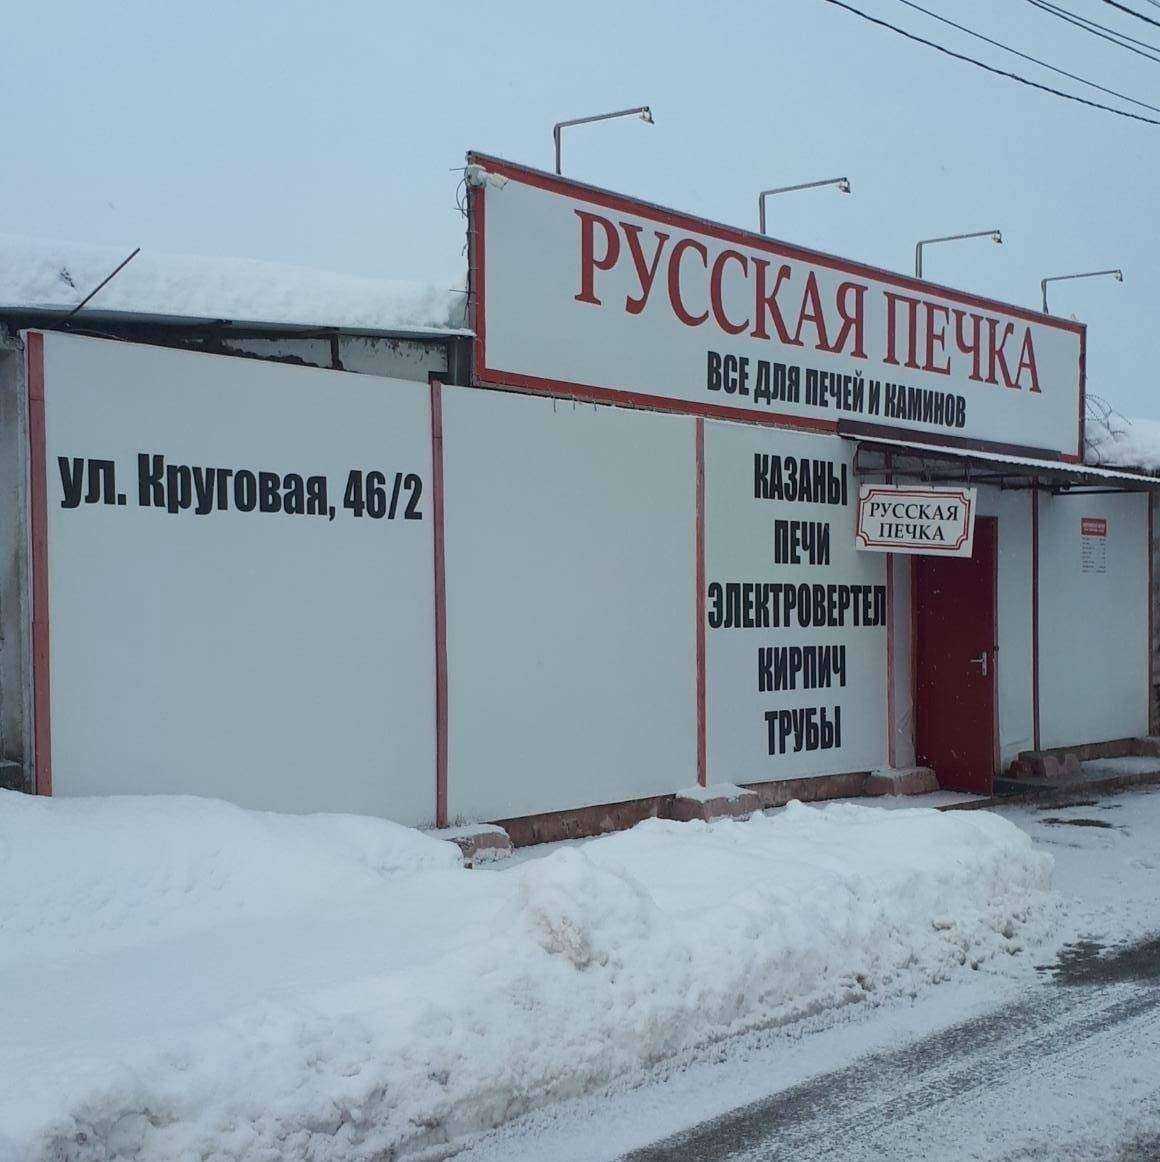 РУССКАЯ ПЕЧКА
ВСЕ ДЛЯ ПЕЧЕЙ И КАМИНОВ
ул. Круговая, 46/2
КАЗАНЫ
ПЕЧИ
ЭЛЕКТРОВЕРТЕЛ
КИРПИЧ
ТРУБЫ
РУССКАЯ
ПЕЧКА